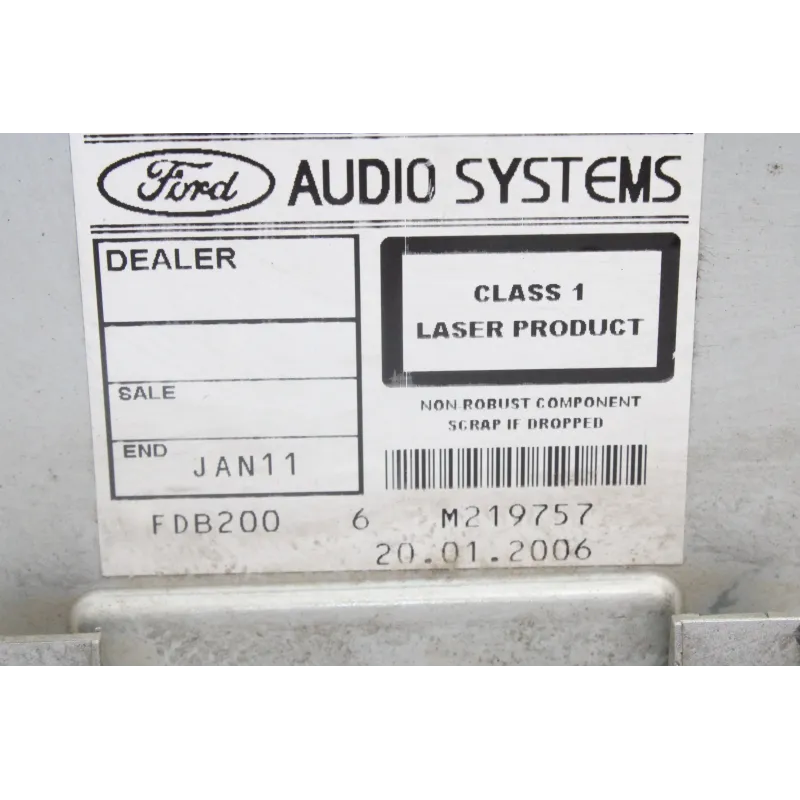 Ford AUDIO SYSTEMS
DEALER
SALE
END JAN11
CLASS 1
LASER PRODUCT
NON-ROBUST COMPONENT
SCRAP IF DROPPED
FDB200 6 M219757
20.01.2006